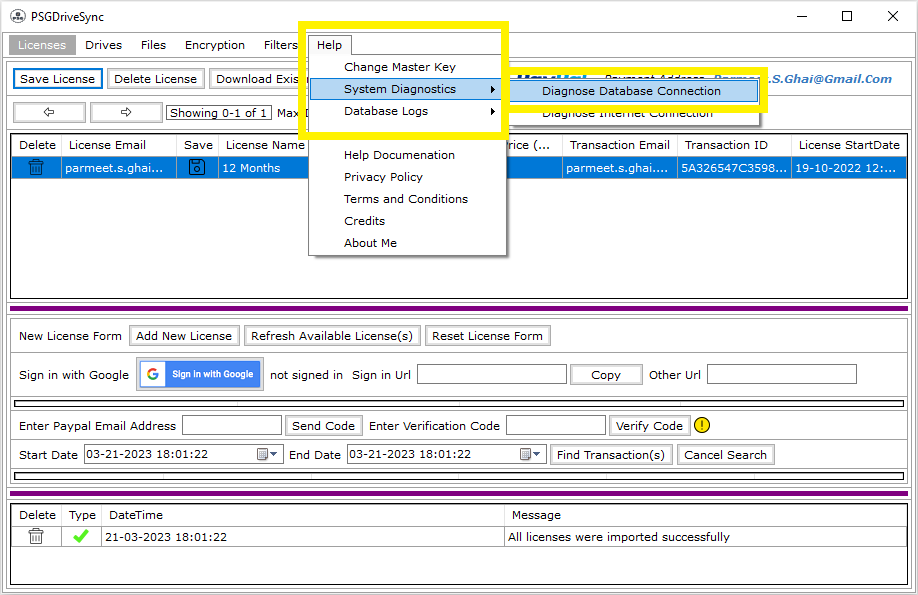 PSGDriveSync
Licenses Drives Files Encryption Filters Help
Save License Delete License Download Exis Payment Address .S.Ghai@Gmail.Com
Change Master Key
System Diagnostics
Diagnose Database Connection
Database Logs
Diagnose Internet Connection
Showing 0-1 of 1 Max
Delete License Email Save License Name Price (... Transaction Email Transaction ID License StartDate
parmeet.s.ghai... 12 Months parmeet.s.ghai.... 5A326547C3598... 19-10-2022 12:...
Help Documenation
Privacy Policy
Terms and Conditions
Credits
About Me
New License Form Add New License Refresh Available License(s) Reset License Form
Sign in with Google G Sign in with Google not signed in Sign in Url Copy Other Url
Enter Paypal Email Address Send Code Enter Verification Code Verify Code !
Start Date 03-21-2023 18:01:22 End Date 03-21-2023 18:01:22 Find Transaction(s) Cancel Search
Delete Type DateTime Message
21-03-2023 18:01:22 All licenses were imported successfully